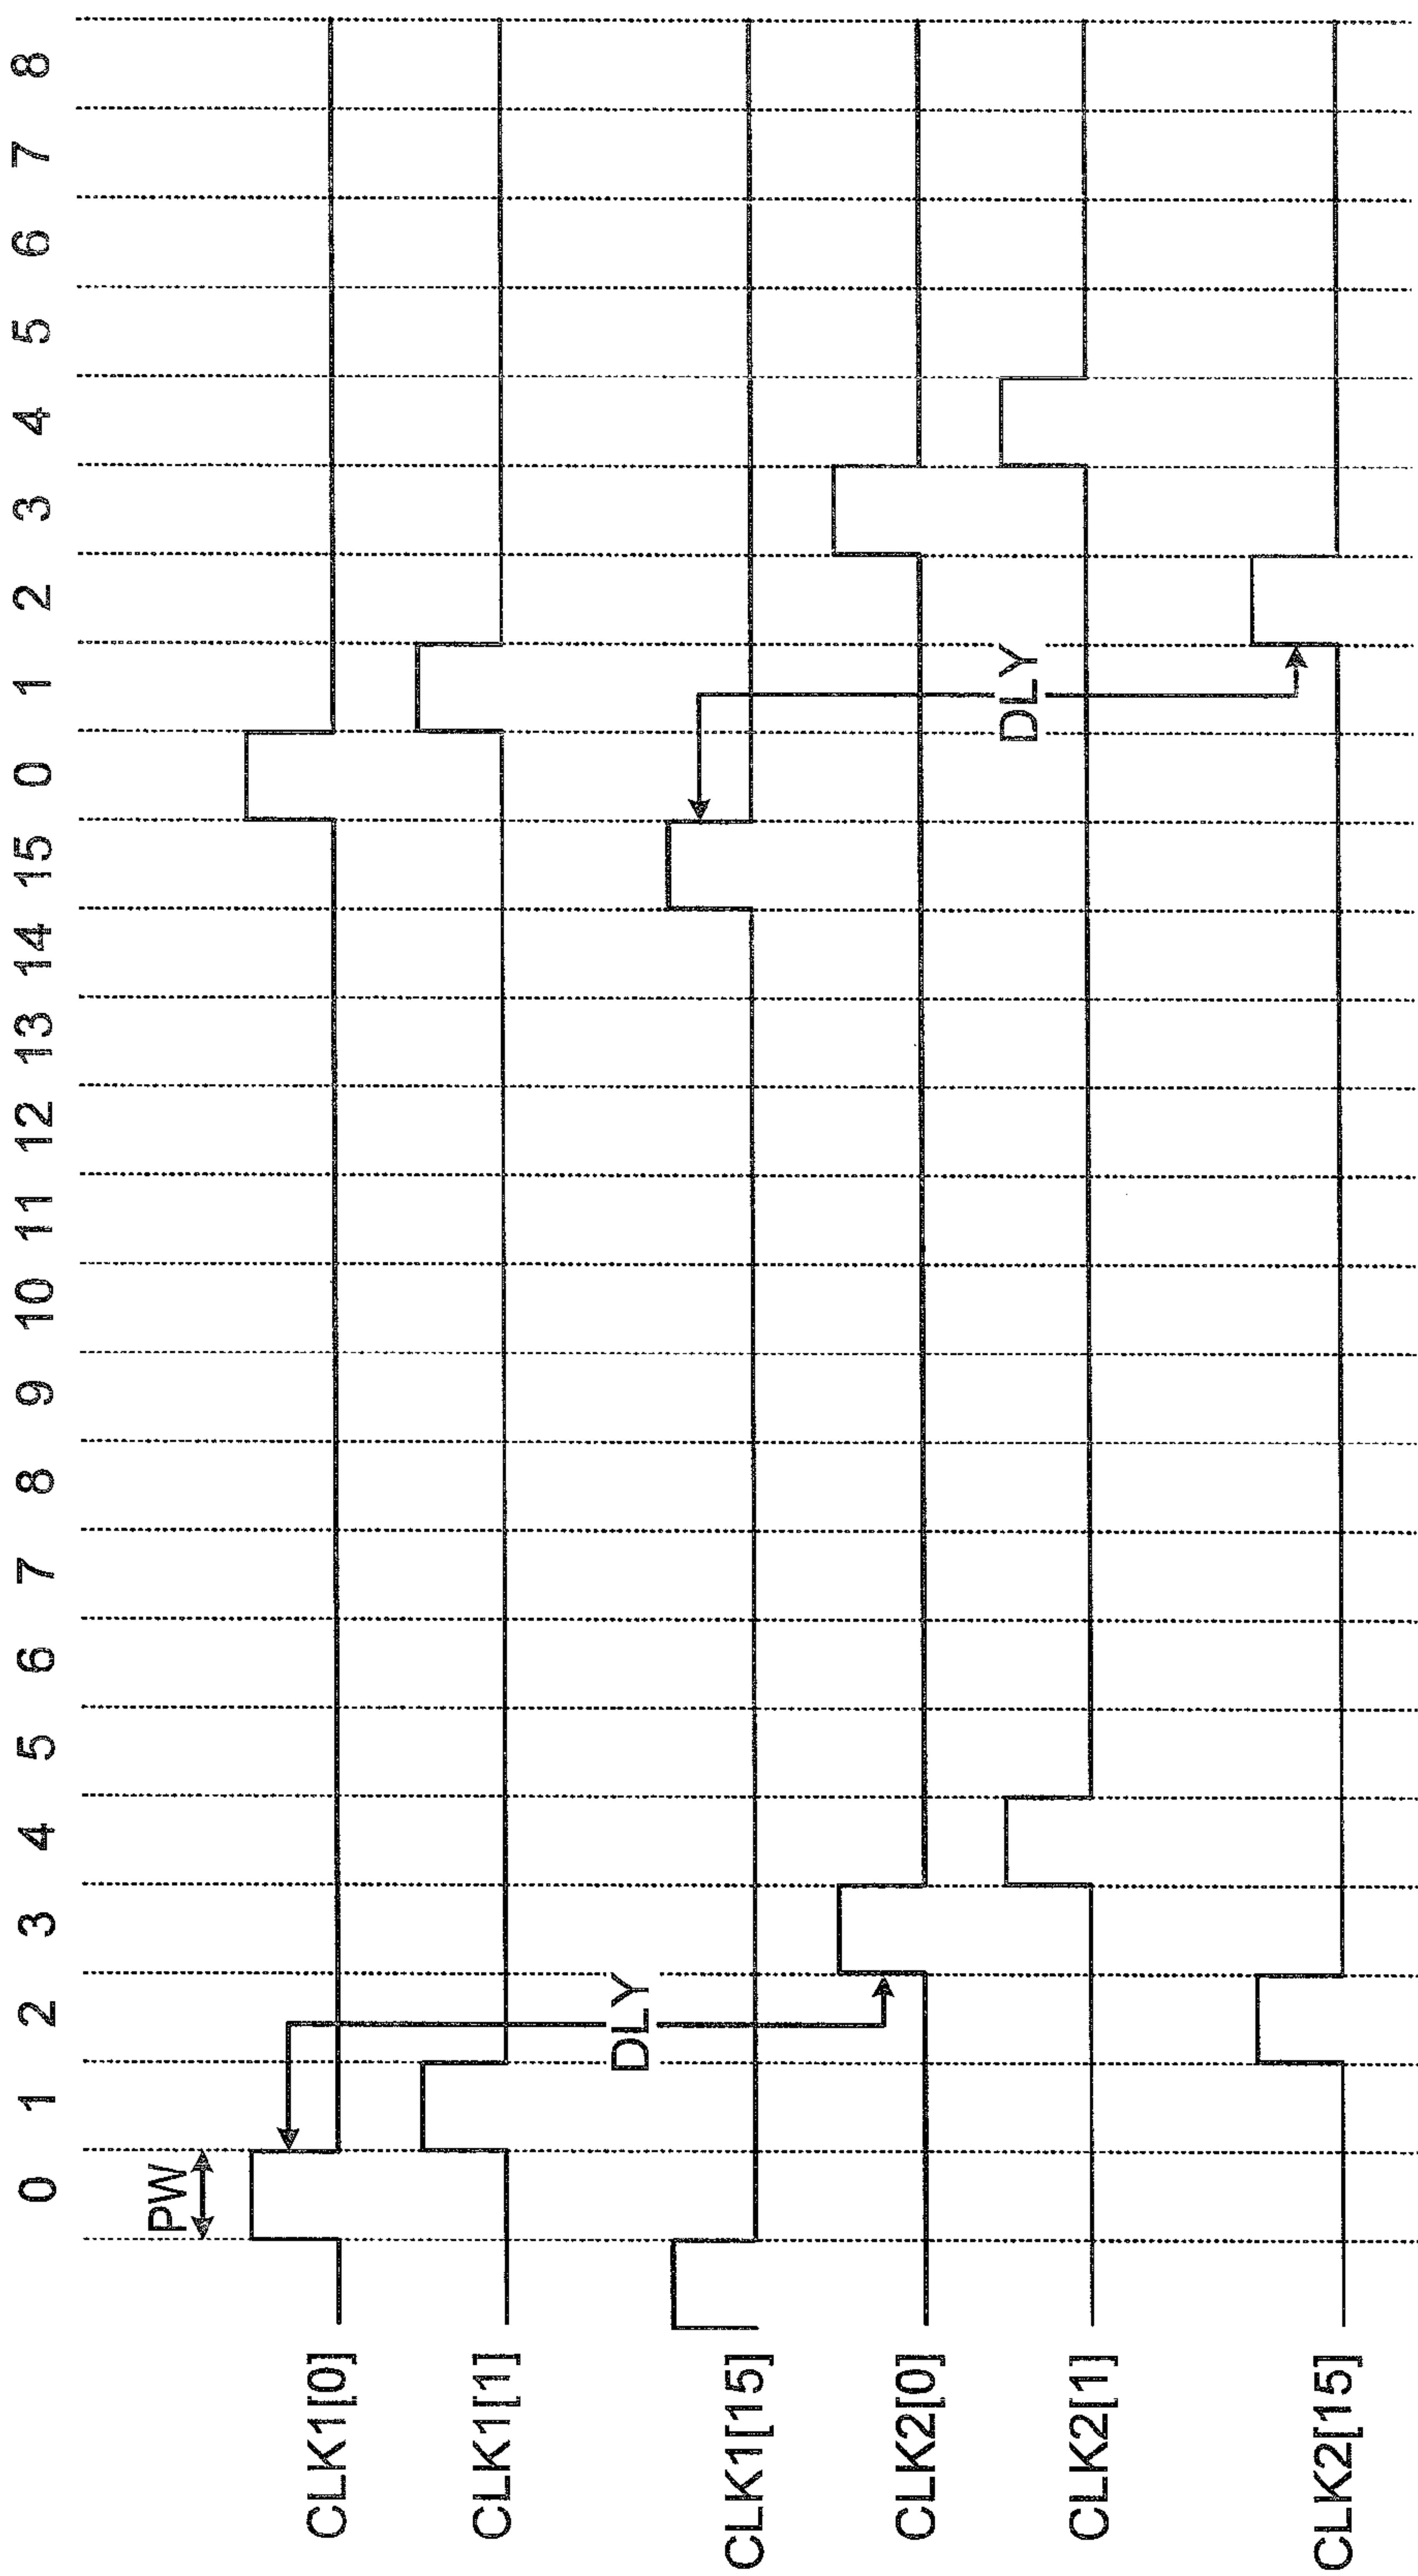 0 1 2 3 4 5 6 7 8 9 10 11 12 13 14 15 0 1 2 3 4 5 6 7 8
PW
CLK1[0]
CLK1[1]
DLY
CLK1[15]
CLK2[0]
DLY
CLK2[1]
CLK2[15]